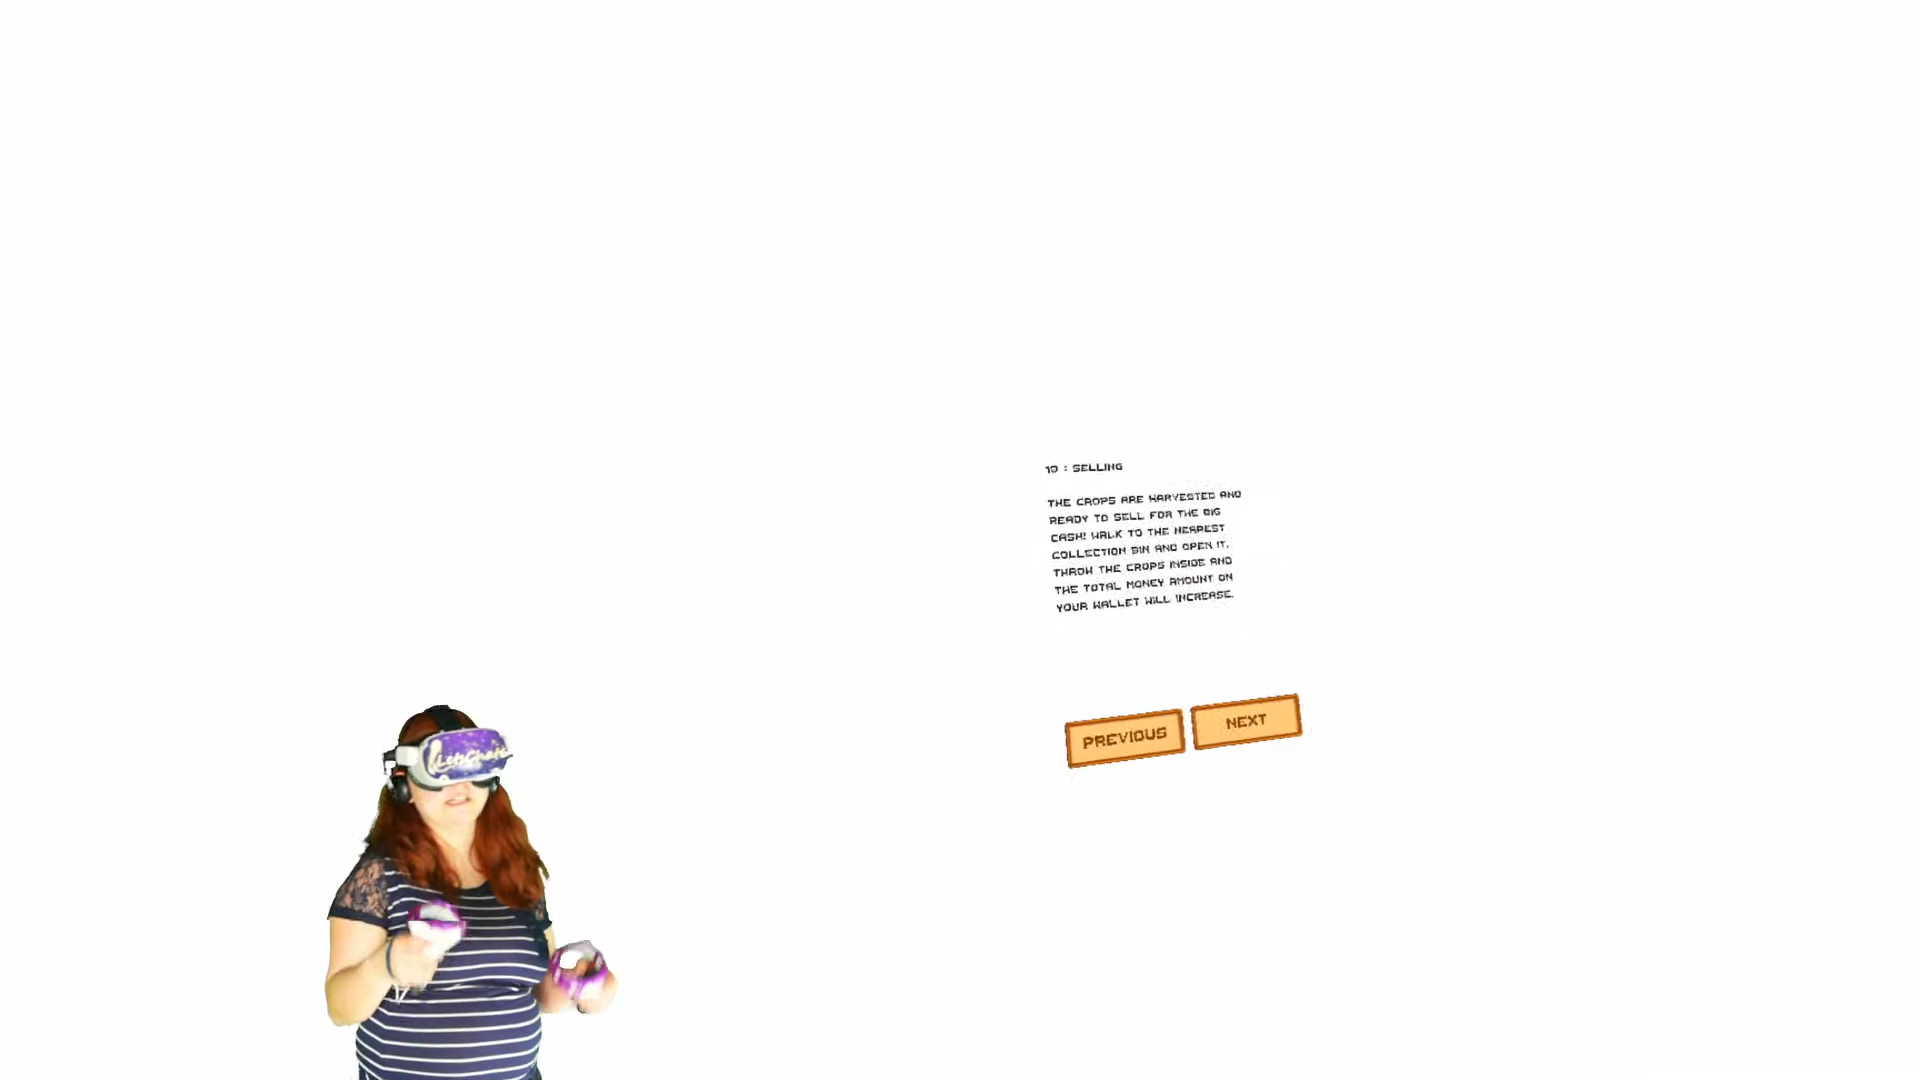 10 : SELLING
THE CROPS ARE HARVESTED AND
READY TO SELL FOR THE BIG
CASH! WALK TO THE NEAREST
COLLECTION BIN AND OPEN IT.
THROW THE CROPS INSIDE AND
THE TOTAL MONEY AMOUNT ON
YOUR WALLET WILL INCREASE.
PREVIOUS
NEXT